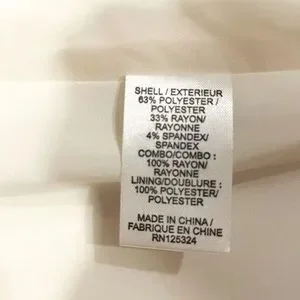 SHELL / EXTERIEUR
63% POLYESTER /
POLYESTER
33% RAYON/
RAYONNE
4% SPANDEX/
SPANDEX
COMBO/COMBO :
100% RAYON/
RAYONNE
LINING/DOUBLURE :
100% POLYESTER/
POLYESTER
MADE IN CHINA /
FABRIQUE EN CHINE
RN125324